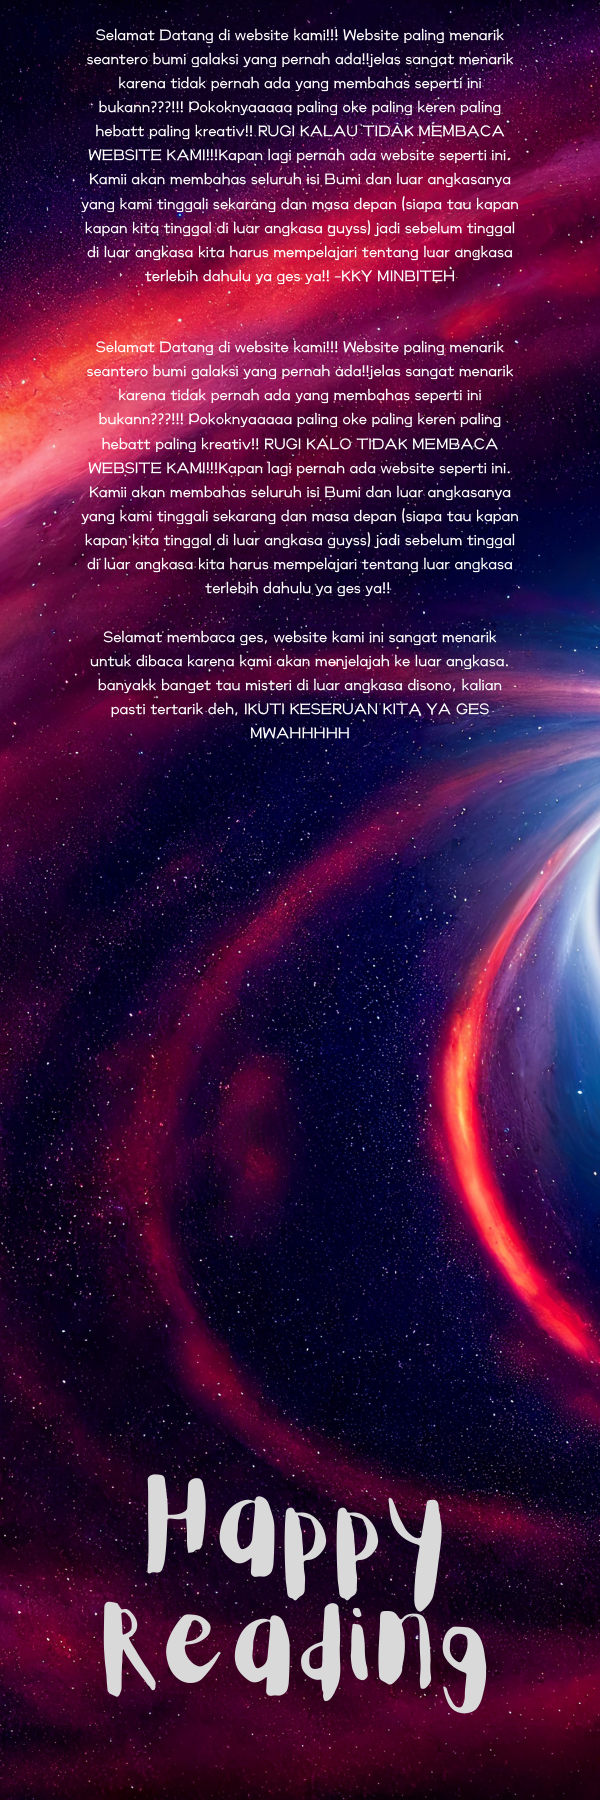 Selamat Datang di website kami!!! Website paling menarik
seantero bumi galaksi yang pernah ada!!jelas sangat menarik
karena tidak pernah ada yang membahas seperti ini
bukann???!!! Pokoknyaaaaa paling oke paling keren paling
hebatt paling kreativ!! RUGI KALAU TIDAK MEMBACA
WEBSITE KAMI!!!Kapan lagi pernah ada website seperti ini.
Kamii akan membahas seluruh isi Bumi dan luar angkasanya
yang kami tinggali sekarang dan masa depan (siapa tau kapan
kapan kita tinggal di luar angkasa guyss) jadi sebelum tinggal
di luar angkasa kita harus mempelajari tentang luar angkasa
terlebih dahulu ya ges ya!! -KKY MINBITEH
Selamat Datang di website kami!!! Website paling menarik
seantero bumi galaksi yang pernah ada!!jelas sangat menarik
karena tidak pernah ada yang membahas seperti ini
bukann???!!! Pokoknyaaaaa paling oke paling keren paling
hebatt paling kreativ!! RUGI KALO TIDAK MEMBACA
WEBSITE KAMI!!!Kapan lagi pernah ada website seperti ini.
Kamii akan membahas seluruh isi Bumi dan luar angkasanya
yang kami tinggali sekarang dan masa depan (siapa tau kapan
kapan kita tinggal di luar angkasa guyss) jadi sebelum tinggal
di luar angkasa kita harus mempelajari tentang luar angkasa
terlebih dahulu ya ges ya!!
Selamat membaca ges, website kami ini sangat menarik
untuk dibaca karena kami akan menjelajah ke luar angkasa.
banyakk banget tau misteri di luar angkasa disono, kalian
pasti tertarik deh, IKUTI KESERUAN KITA YA GES
MWAHHHHH
Happy
Reading